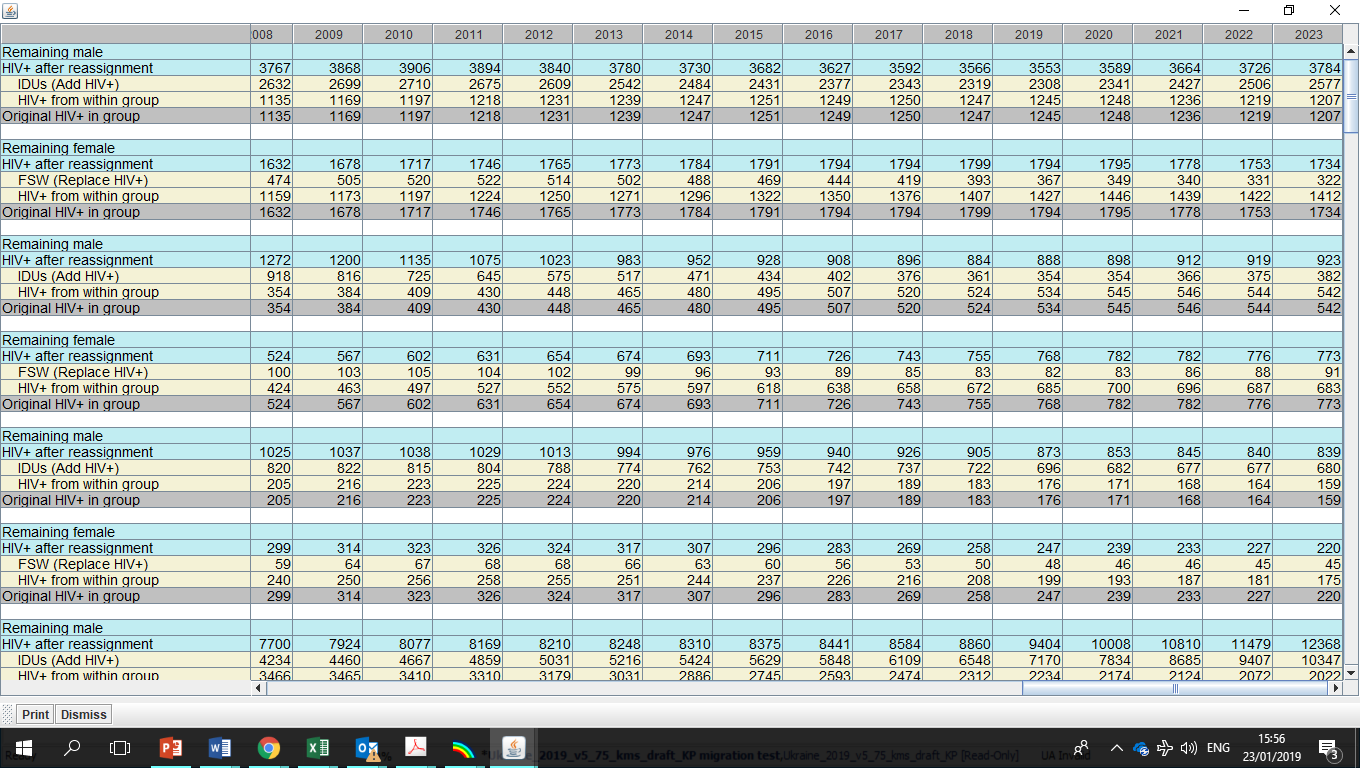 008 2009 2010 2011 2012 2013 2014 2015 2016 2017 2018 2019 2020 2021 2022 2023
Remaining male
HIV+ after reassignment 3767 3868 3906 3894 3840 3780 3730 3682 3627 3592 3566 3553 3589 3664 3726 3784
IDUs (Add HIV+) 2632 2699 2710 2675 2609 2542 2484 2431 2377 2343 2319 2308 2341 2427 2506 2577
HIV+ from within group 1135 1169 1197 1218 1231 1239 1247 1251 1249 1250 1247 1245 1248 1236 1219 1207
Original HIV+ in group 1135 1169 1197 1218 1231 1239 1247 1251 1249 1250 1247 1245 1248 1236 1219 1207
Remaining female
HIV+ after reassignment 1632 1678 1717 1746 1765 1773 1784 1791 1794 1794 1799 1794 1795 1778 1753 1734
FSW (Replace HIV+) 474 505 520 522 514 502 488 469 444 419 393 367 349 340 331 322
HIV+ from within group 1159 1173 1197 1224 1250 1271 1296 1322 1350 1376 1407 1427 1446 1439 1422 1412
Original HIV+ in group 1632 1678 1717 1746 1765 1773 1784 1791 1794 1794 1799 1794 1795 1778 1753 1734
Remaining male
HIV+ after reassignment 1272 1200 1135 1075 1023 983 952 928 908 896 884 888 898 912 919 923
IDUs (Add HIV+) 918 816 725 645 575 517 471 434 402 376 361 354 354 366 375 382
HIV+ from within group 354 384 409 430 448 465 480 495 507 520 524 534 545 546 544 542
Original HIV+ in group 354 384 409 430 448 465 480 495 507 520 524 534 545 546 544 542
Remaining female
HIV+ after reassignment 524 567 602 631 654 674 693 711 726 743 755 768 782 782 776 773
FSW (Replace HIV+) 100 103 105 104 102 99 96 93 89 85 83 82 83 86 88 91
HIV+ from within group 424 463 497 527 552 575 597 618 638 658 672 685 700 696 687 683
Original HIV+ in group 524 567 602 631 654 674 693 711 726 743 755 768 782 782 776 773
Remaining male
HIV+ after reassignment 1025 1037 1038 1029 1013 994 976 959 940 926 905 873 853 845 840 839
IDUs (Add HIV+) 820 822 815 804 788 774 762 753 742 737 722 696 682 677 677 680
HIV+ from within group 205 216 223 225 224 220 214 206 197 189 183 176 171 168 164 159
Original HIV+ in group 205 216 223 225 224 220 214 206 197 189 183 176 171 168 164 159
Remaining female
HIV+ after reassignment 299 314 323 326 324 317 307 296 283 269 258 247 239 233 227 220
FSW (Replace HIV+) 59 64 67 68 68 66 63 60 56 53 50 48 46 46 45 45
HIV+ from within group 240 250 256 258 255 251 244 237 226 216 208 199 193 187 181 175
Original HIV+ in group 299 314 323 326 324 317 307 296 283 269 258 247 239 233 227 220
Remaining male
HIV+ after reassignment 7700 7924 8077 8169 8210 8248 8310 8375 8441 8584 8860 9404 10008 10810 11479 12368
IDUs (Add HIV+) 4234 4460 4667 4859 5031 5216 5424 5629 5848 6109 6548 7170 7834 8685 9407 10347
HIV+ from within group 3466 3465 3410 3310 3179 3031 2886 2745 2593 2474 2312 2234 2174 2124 2072 2022
Print Dismiss
2019_v5_75_kms_draft_KP migration test,Ukraine_2019_v5_75_kms_draft_KP [Read-Only] UA
ENG
15:56
23/01/2019
3